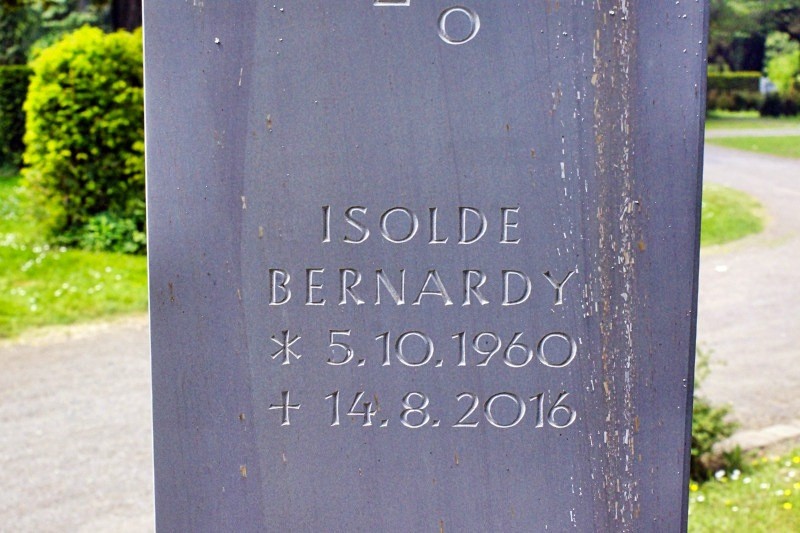 O
ISOLDE
BERNARDY
* 5.10.1960
† 14.8.2016